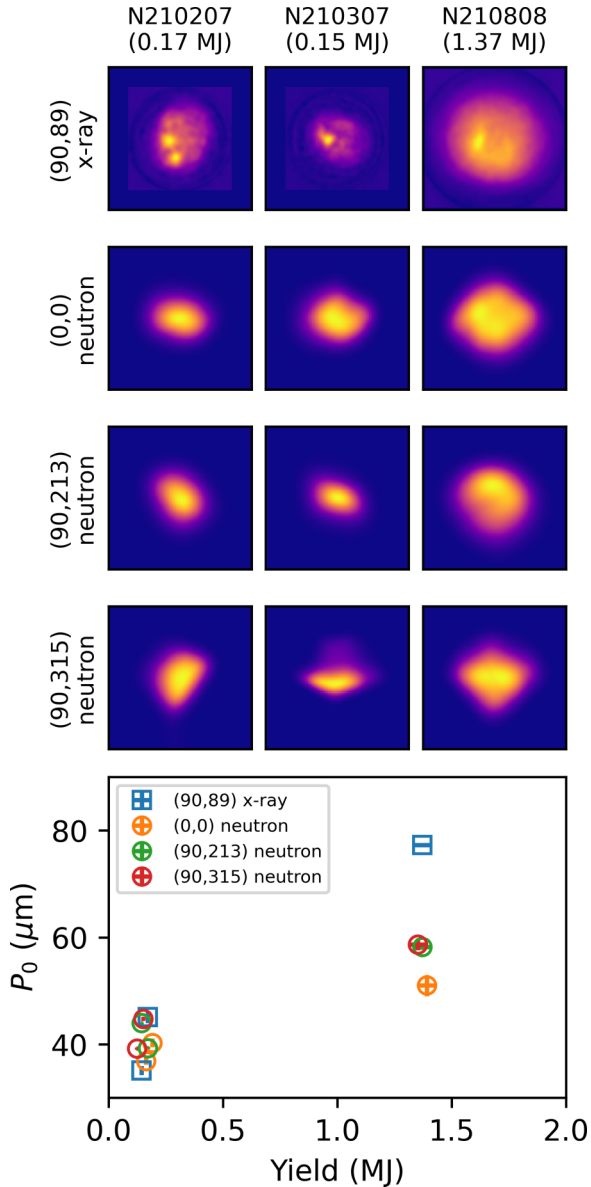 N210207 N210307 N210808
(0.17 MJ) (0.15 MJ) (1.37 MJ)
(90,89)
x-ray
(0,0)
neutron
(90,213)
neutron
(90,315)
neutron
(90,89) x-ray
(0,0) neutron
(90,213) neutron
(90,315) neutron
80
60
40
P₀ (μm)
0.0 0.5 1.0 1.5 2.0
Yield (MJ)